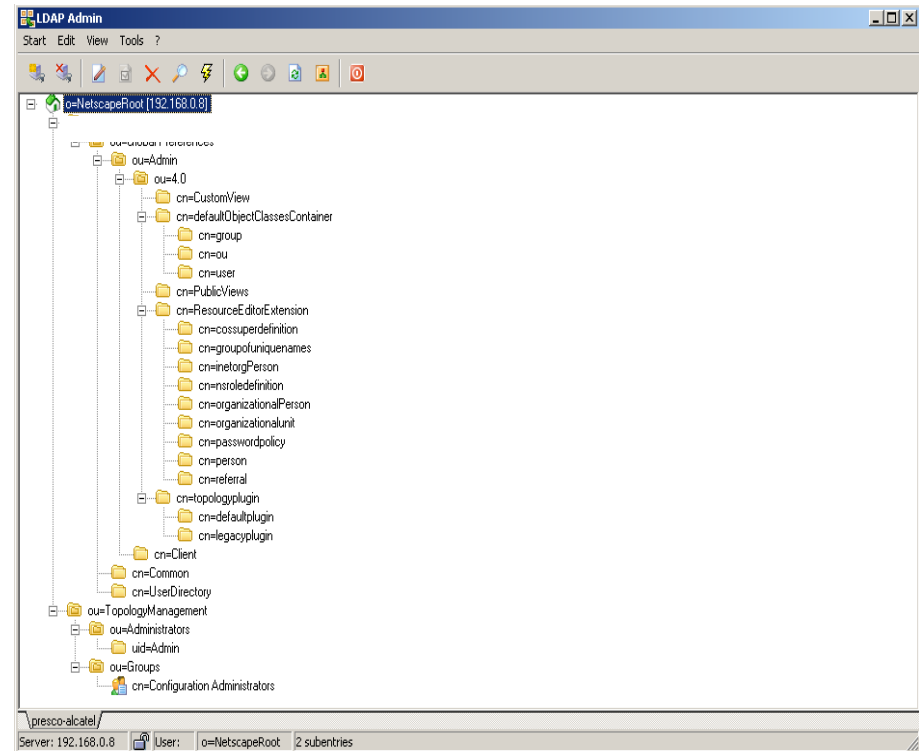 LDAP Admin
Start Edit View Tools ?
o=NetscapeRoot [192.168.0.8]
ou=Global Preferences
ou=Admin
ou=4.0
cn=CustomView
cn=defaultObjectClassesContainer
cn=group
cn=ou
cn=user
cn=PublicViews
cn=ResourceEditorExtension
cn=cossuperdefinition
cn=groupofuniquenames
cn=inetorgPerson
cn=nsroledefinition
cn=organizationalPerson
cn=organizationalunit
cn=passwordpolicy
cn=person
cn=referral
cn=topologyplugin
cn=defaultplugin
cn=legacyplugin
cn=Client
cn=Common
cn=UserDirectory
ou=TopologyManagement
ou=Administrators
uid=Admin
ou=Groups
cn=Configuration Administrators
\presco-alcatel/
Server: 192.168.0.8 User: o=NetscapeRoot 2 subentries